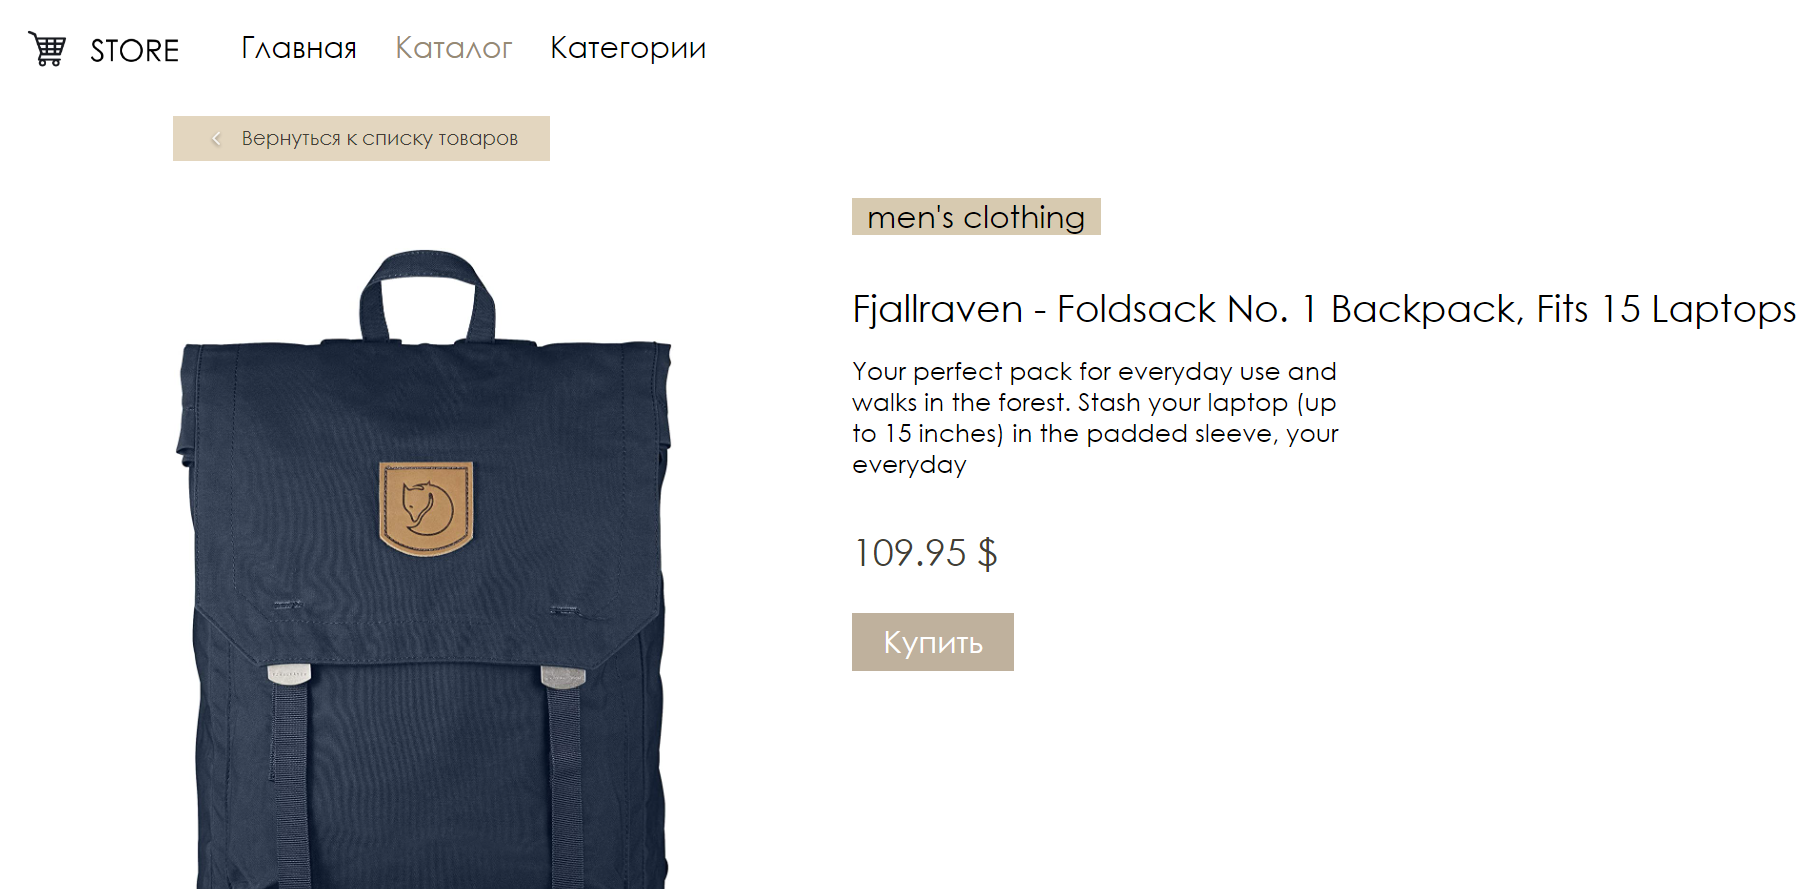 STORE
Главная
Каталог
Категории
Вернуться к списку товаров
men's clothing
Fjallraven - Foldsack No. 1 Backpack, Fits 15 Laptops
Your perfect pack for everyday use and
walks in the forest. Stash your laptop (up
to 15 inches) in the padded sleeve, your
everyday
109.95 $
Купить